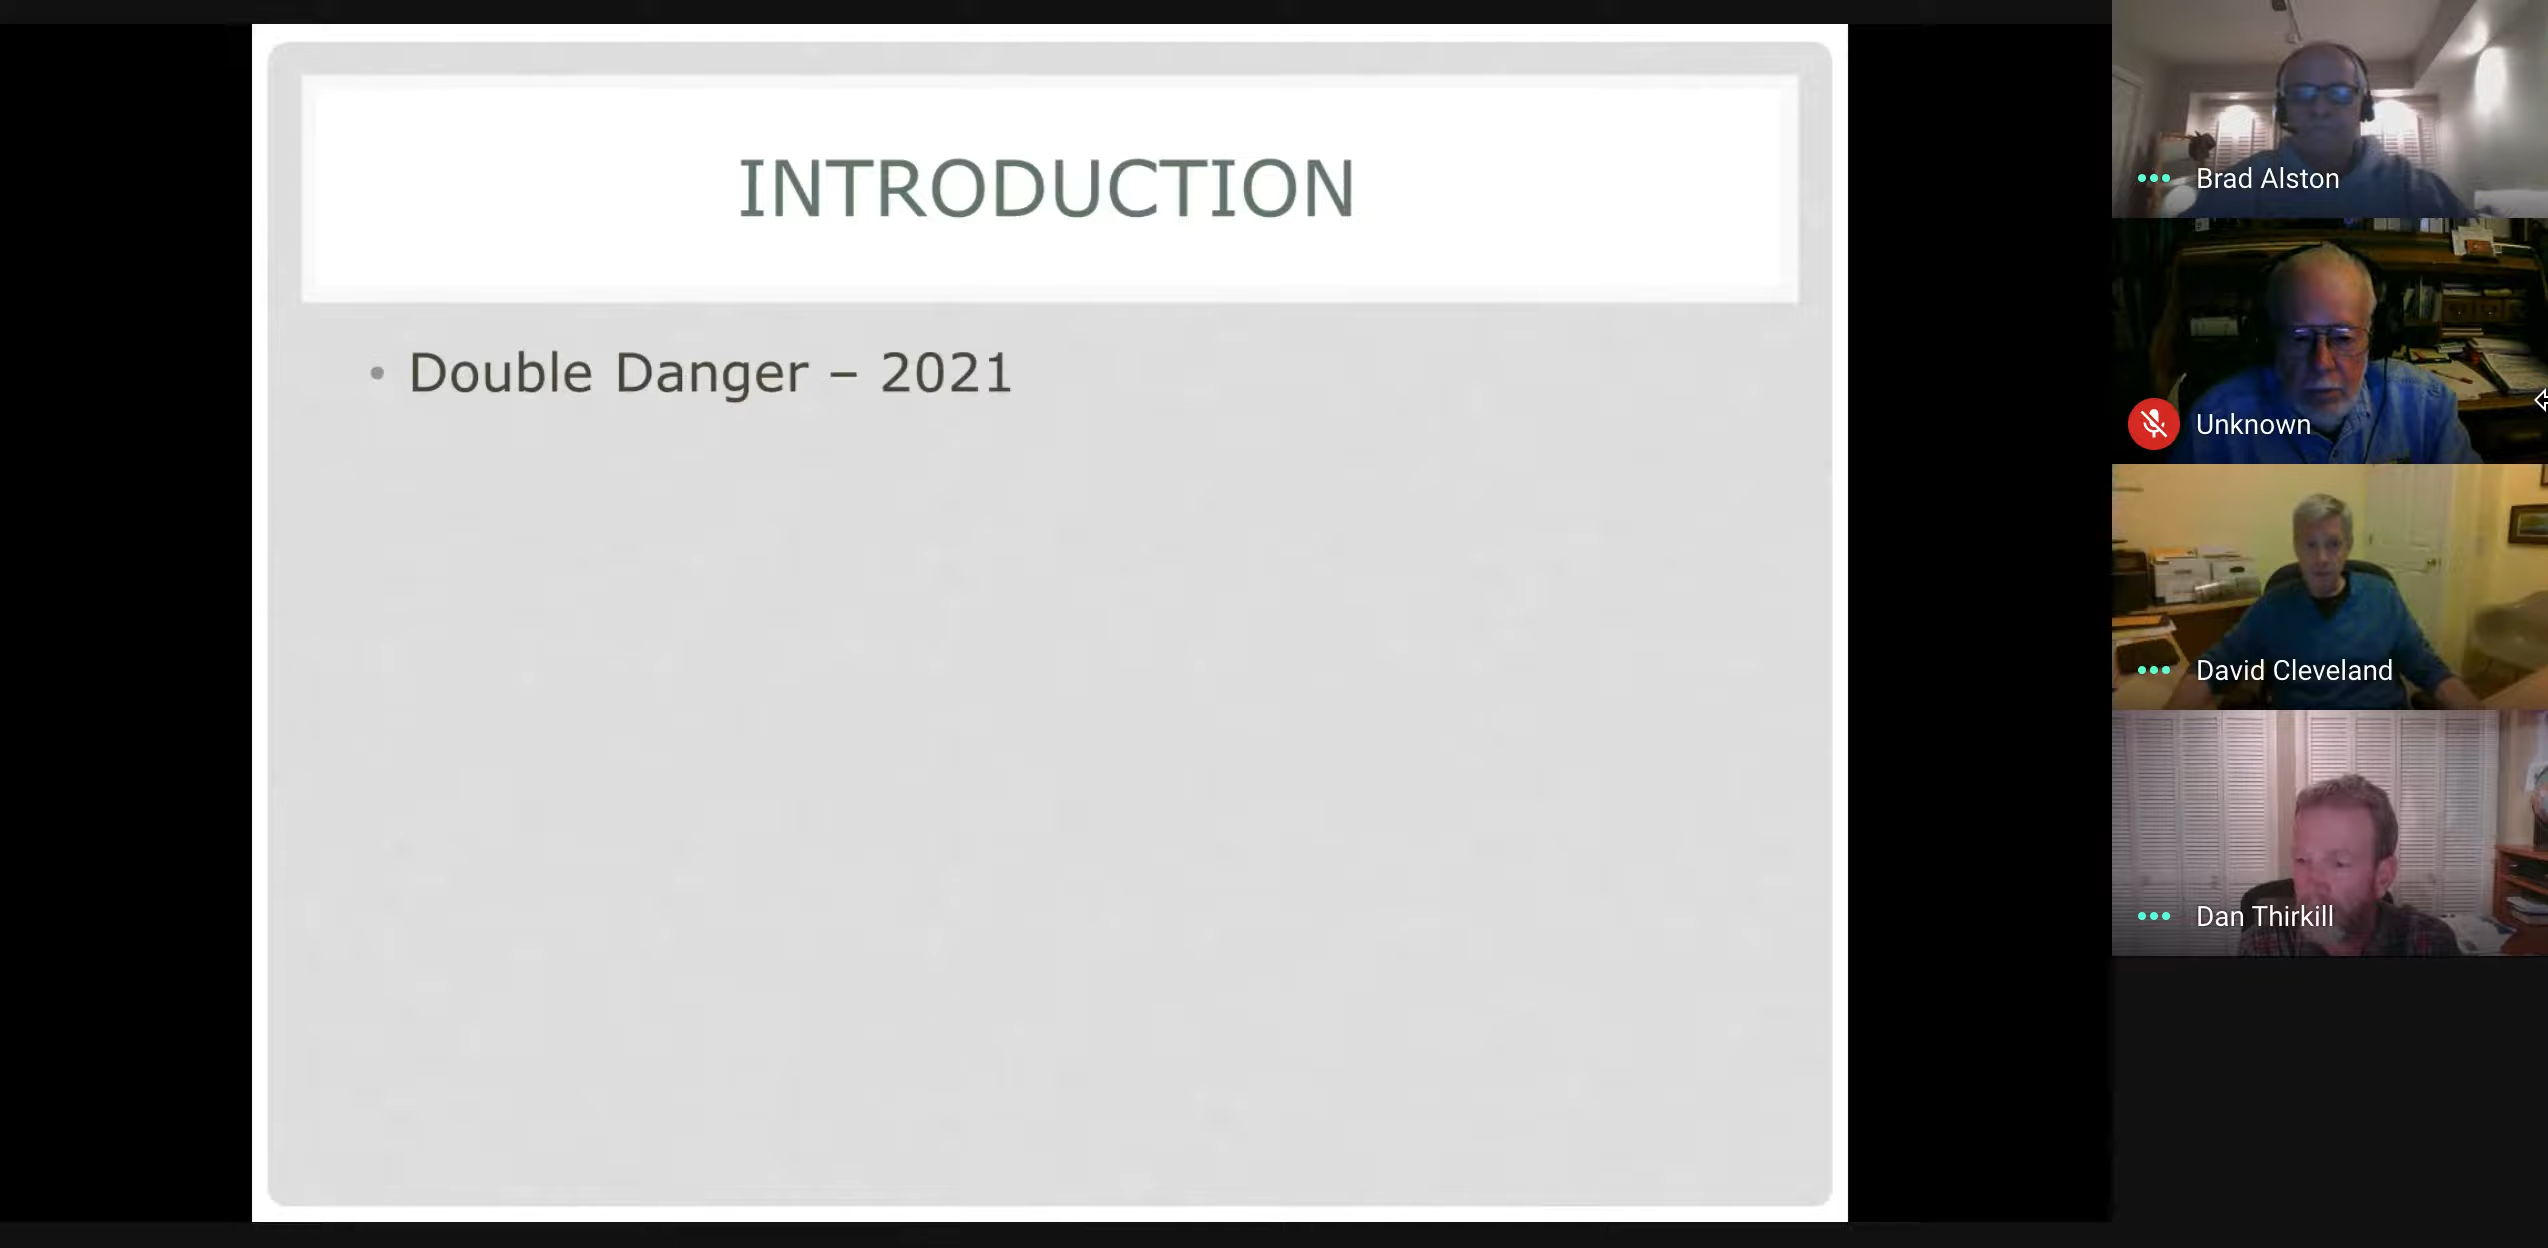 INTRODUCTION
• Double Danger – 2021
Brad Alston
Unknown
David Cleveland
Dan Thirkill